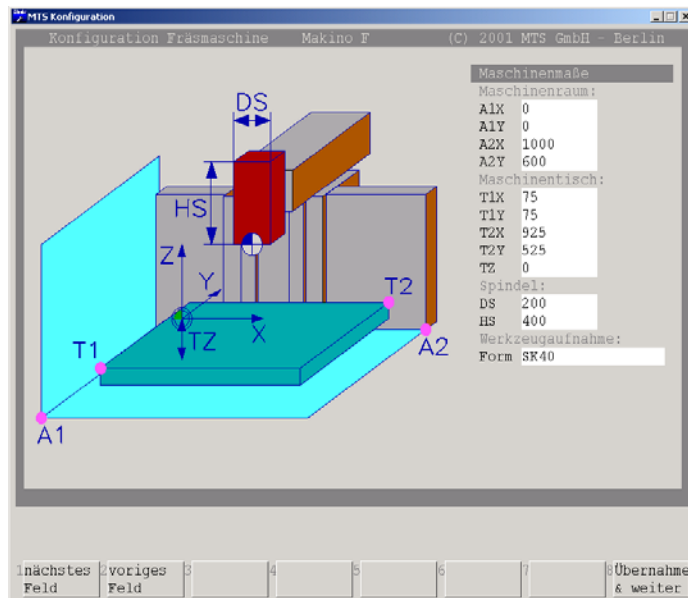 MTS Konfiguration
Konfiguration Fräsmaschine Makino F (C) 2001 MTS GmbH - Berlin
Maschinenmaße
Maschinenraum:
A1X 0
A1Y 0
A2X 1000
A2Y 600
Maschinentisch:
T1X 75
T1Y 75
T2X 925
T2Y 525
TZ 0
Spindel:
DS 200
HS 400
Werkzeugaufnahme:
Form SK40
DS
HS
Z
Y
T2
X
TZ
T1
A2
A1
1 nächstes Feld
2 voriges Feld
3
4
5
6
7
8 Übernahme & weiter